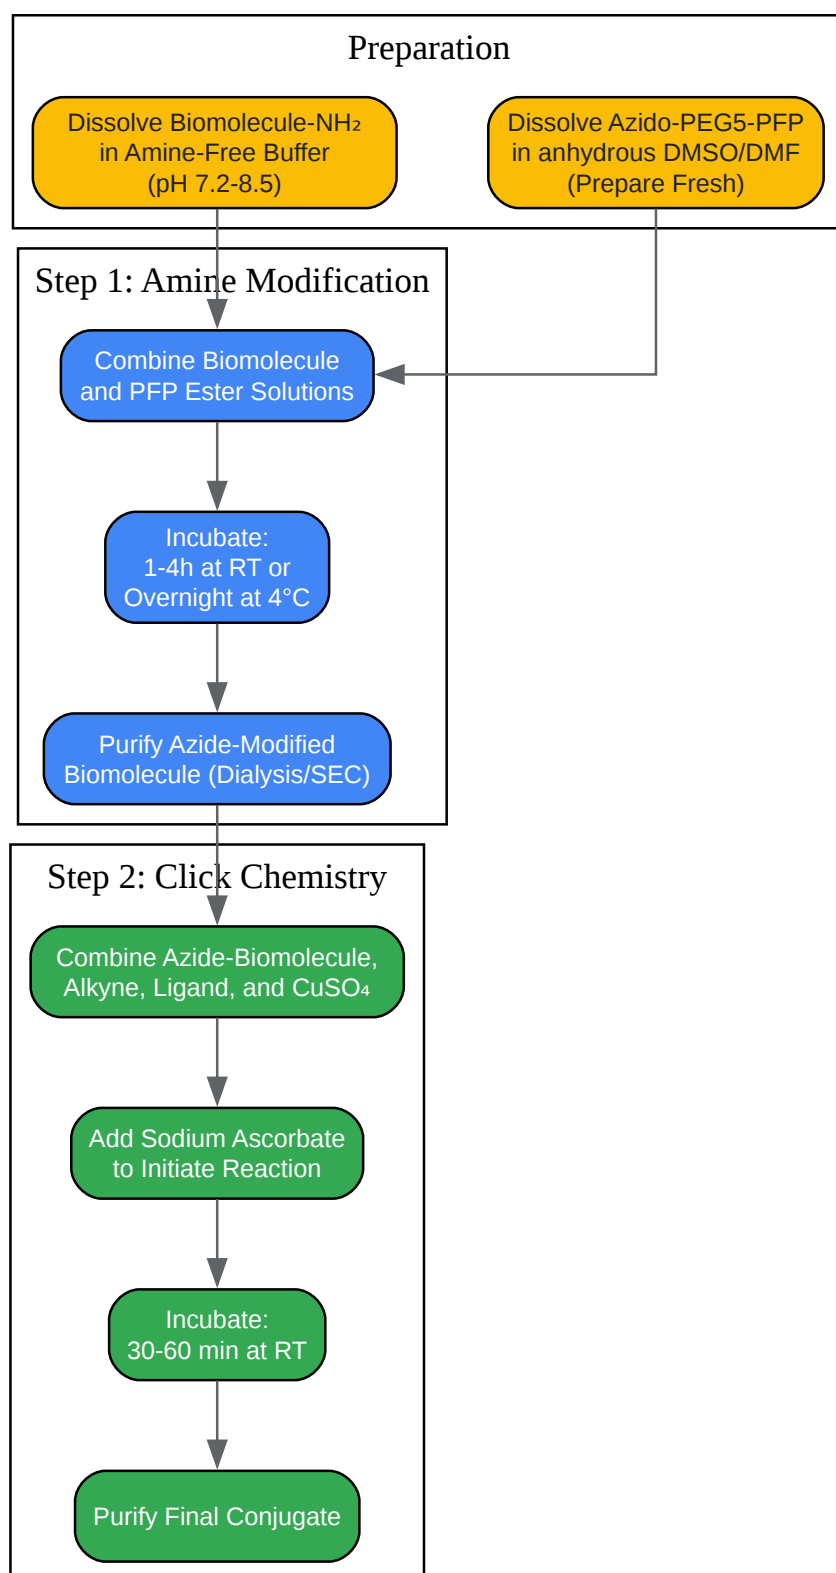 Preparation
Dissolve Biomolecule-NH₂
in Amine-Free Buffer
(pH 7.2-8.5)
Dissolve Azido-PEG5-PFP
in anhydrous DMSO/DMF
(Prepare Fresh)
Step 1: Amine Modification
Combine Biomolecule
and PFP Ester Solutions
Incubate:
1-4h at RT or
Overnight at 4°C
Purify Azide-Modified
Biomolecule (Dialysis/SEC)
Step 2: Click Chemistry
Combine Azide-Biomolecule,
Alkyne, Ligand, and CuSO₄
Add Sodium Ascorbate
to Initiate Reaction
Incubate:
30-60 min at RT
Purify Final Conjugate